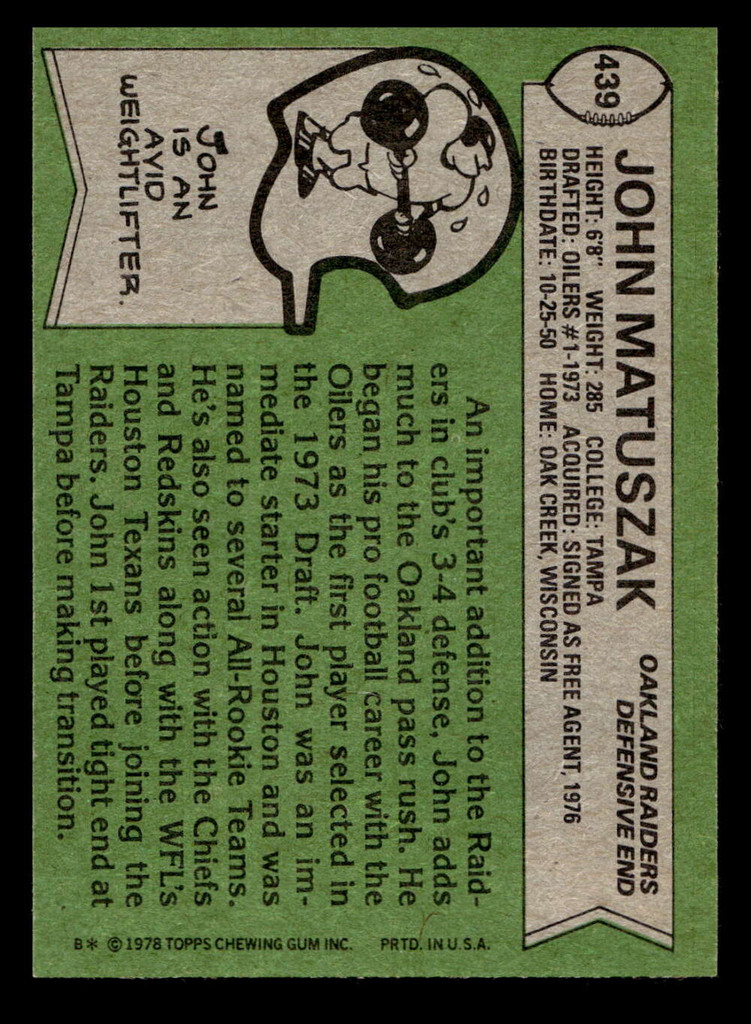 439
JOHN MATUSZAK
OAKLAND RAIDERS
DEFENSIVE END
HEIGHT: 6'8" WEIGHT: 285 COLLEGE: TAMPA
DRAFTED: OILERS #1-1973 ACQUIRED: SIGNED AS FREE AGENT, 1976
BIRTHDATE: 10-25-50 HOME: OAK CREEK, WISCONSIN
JOHN
IS AN
AVID
WEIGHTLIFTER.
An important addition to the Raid-
ers in club's 3-4 defense, John adds
much to the Oakland pass rush. He
began his pro football career with the
Oilers as the first player selected in
the 1973 Draft. John was an im-
mediate starter in Houston and was
named to several All-Rookie Teams.
He's also seen action with the Chiefs
and Redskins along with the WFL's
Houston Texans before joining the
Raiders. John 1st played tight end at
Tampa before making transition.
B* © 1978 TOPPS CHEWING GUM INC. PRTD. IN U.S.A.